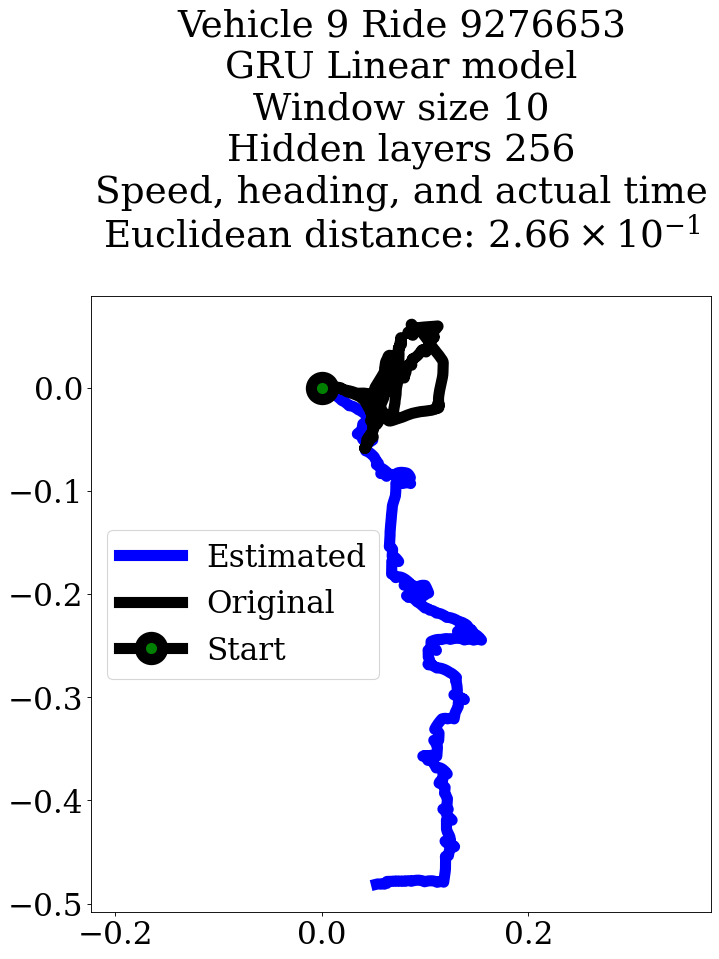 Vehicle 9 Ride 9276653
GRU Linear model
Window size 10
Hidden layers 256
Speed, heading, and actual time
Euclidean distance: 2.66 × 10⁻¹
0.0
−0.1
−0.2
−0.3
−0.4
−0.5
Estimated
Original
Start
−0.2 0.0 0.2